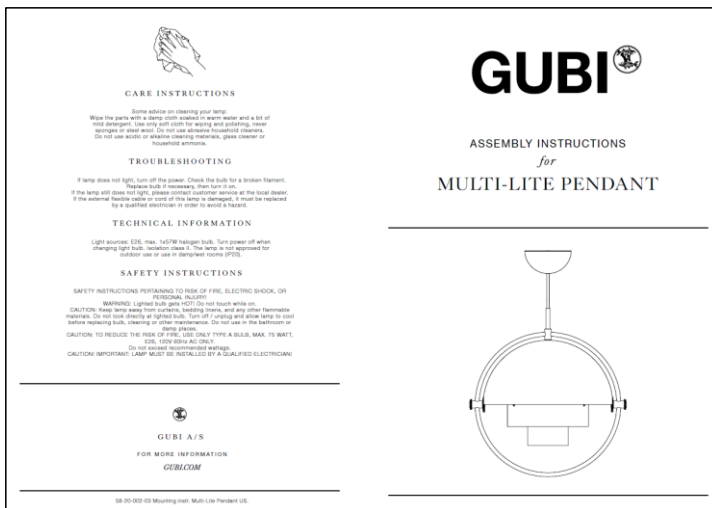 CARE INSTRUCTIONS
Some advice on cleaning your lamp:
Wipe the parts with a damp cloth soaked in warm water and a bit of
mild detergent. Use only soft cloth for wiping and polishing, never
sponges or steel wool. Do not use abrasive household cleaners.
Do not use acidic or alkaline cleaning materials, glass cleaner or
household ammonia.
TROUBLESHOOTING
If lamp does not light, turn off the power. Check the bulb for a broken filament.
Replace bulb if necessary, then turn it on.
If the lamp still does not light, please contact customer service at the local dealer.
If the external flexible cable or cord of this lamp is damaged, it must be replaced
by a qualified electrician in order to avoid a hazard.
TECHNICAL INFORMATION
Light sources: E26, max. 1x57W halogen bulb. Turn power off when
changing light bulb. Isolation class II. The lamp is not approved for
outdoor use or use in damp/wet rooms (IP20).
SAFETY INSTRUCTIONS
SAFETY INSTRUCTIONS PERTAINING TO RISK OF FIRE, ELECTRIC SHOCK, OR
PERSONAL INJURY!
WARNING: Lighted bulb gets HOT! Do not touch while on.
CAUTION: Keep lamp away from curtains, bedding linens, and any other flammable
materials. Do not look directly at lighted bulb. Turn off / unplug and allow lamp to cool
before replacing bulb, cleaning or other maintenance. Do not use in the bathroom or
damp places.
CAUTION: TO REDUCE THE RISK OF FIRE, USE ONLY TYPE A BULB, MAX. 75 WATT,
E26, 120V 60Hz AC ONLY.
Do not exceed recommended wattage.
CAUTION! IMPORTANT: LAMP MUST BE INSTALLED BY A QUALIFIED ELECTRICIAN!
GUBI A/S
FOR MORE INFORMATION
GUBI.COM
58-20-002-03 Mounting instr. Multi-Lite Pendant US.
GUBI
ASSEMBLY INSTRUCTIONS
for
MULTI-LITE PENDANT